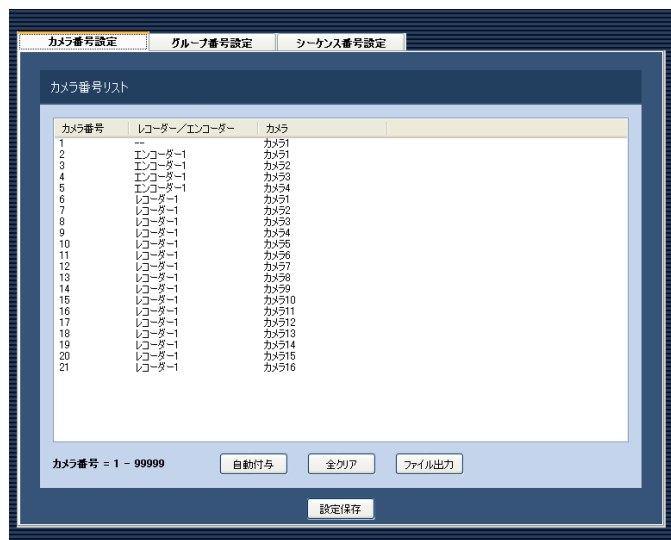 カメラ番号設定 グループ番号設定 シーケンス番号設定
カメラ番号リスト
カメラ番号 レコーダー／エンコーダー カメラ
1 -- カメラ1
2 エンコーダー1 カメラ1
3 エンコーダー1 カメラ2
4 エンコーダー1 カメラ3
5 エンコーダー1 カメラ4
6 レコーダー1 カメラ1
7 レコーダー1 カメラ2
8 レコーダー1 カメラ3
9 レコーダー1 カメラ4
10 レコーダー1 カメラ5
11 レコーダー1 カメラ6
12 レコーダー1 カメラ7
13 レコーダー1 カメラ8
14 レコーダー1 カメラ9
15 レコーダー1 カメラ10
16 レコーダー1 カメラ11
17 レコーダー1 カメラ12
18 レコーダー1 カメラ13
19 レコーダー1 カメラ14
20 レコーダー1 カメラ15
21 レコーダー1 カメラ16
カメラ番号 = 1 - 99999 自動付与 全クリア ファイル出力
設定保存